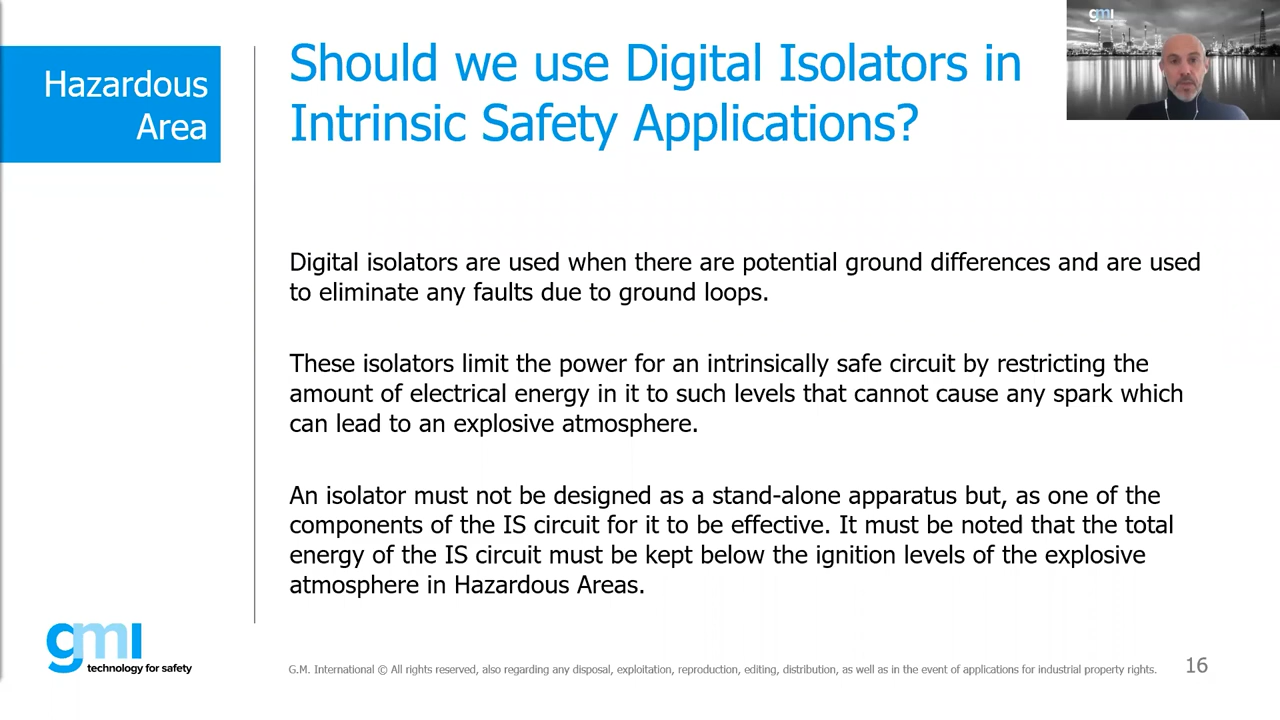 Hazardous
Area
Should we use Digital Isolators in
Intrinsic Safety Applications?
gmi
Digital isolators are used when there are potential ground differences and are used
to eliminate any faults due to ground loops.
These isolators limit the power for an intrinsically safe circuit by restricting the
amount of electrical energy in it to such levels that cannot cause any spark which
can lead to an explosive atmosphere.
An isolator must not be designed as a stand-alone apparatus but, as one of the
components of the IS circuit for it to be effective. It must be noted that the total
energy of the IS circuit must be kept below the ignition levels of the explosive
atmosphere in Hazardous Areas.
gmi
technology for safety
G.M. International © All rights reserved, also regarding any disposal, exploitation, reproduction, editing, distribution, as well as in the event of applications for industrial property rights.
16